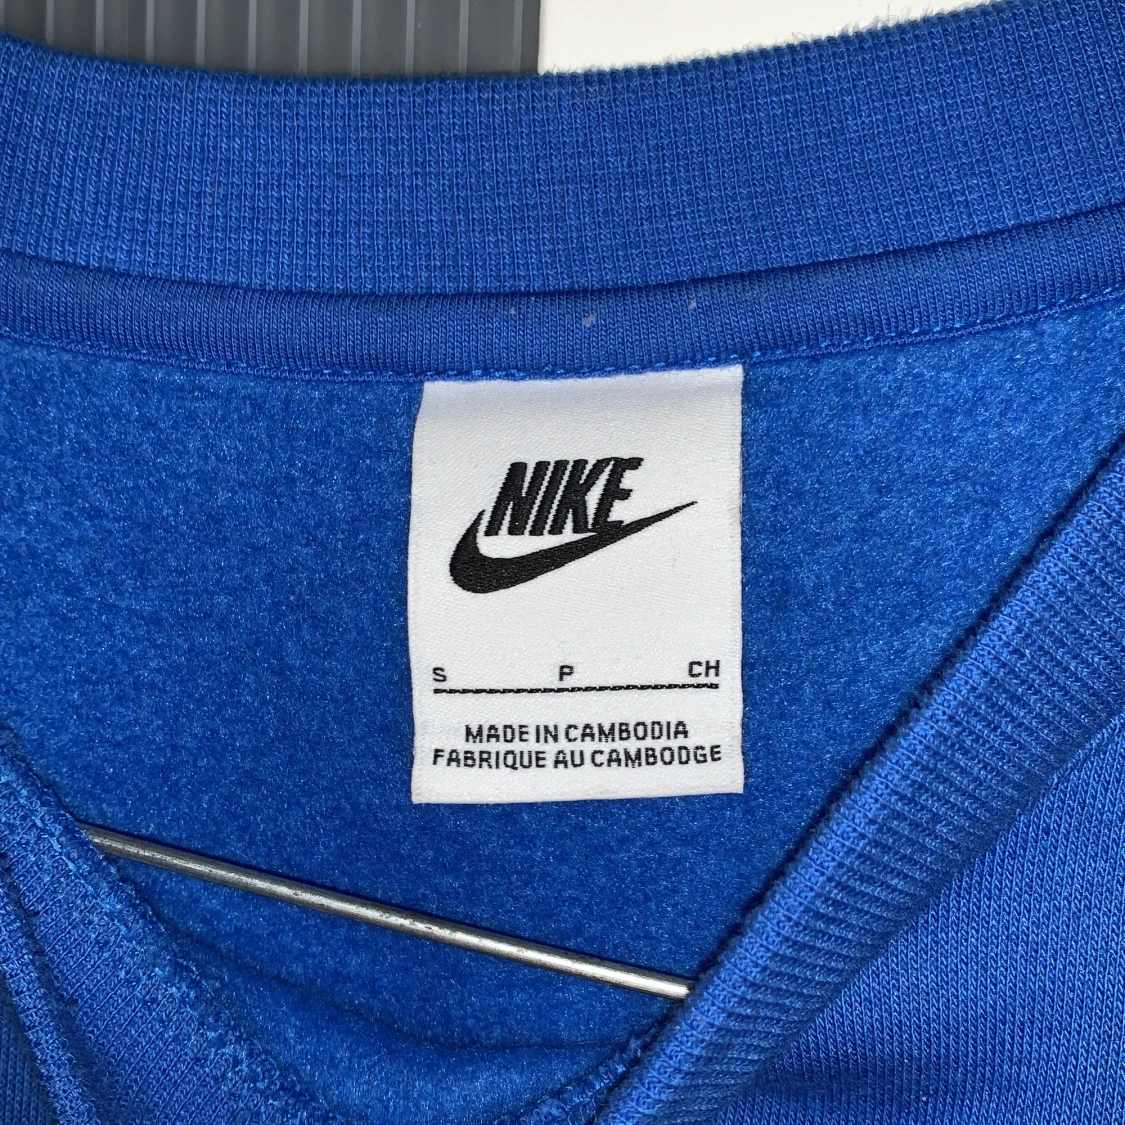 NIKE
S P CH
MADE IN CAMBODIA
FABRIQUE AU CAMBODGE